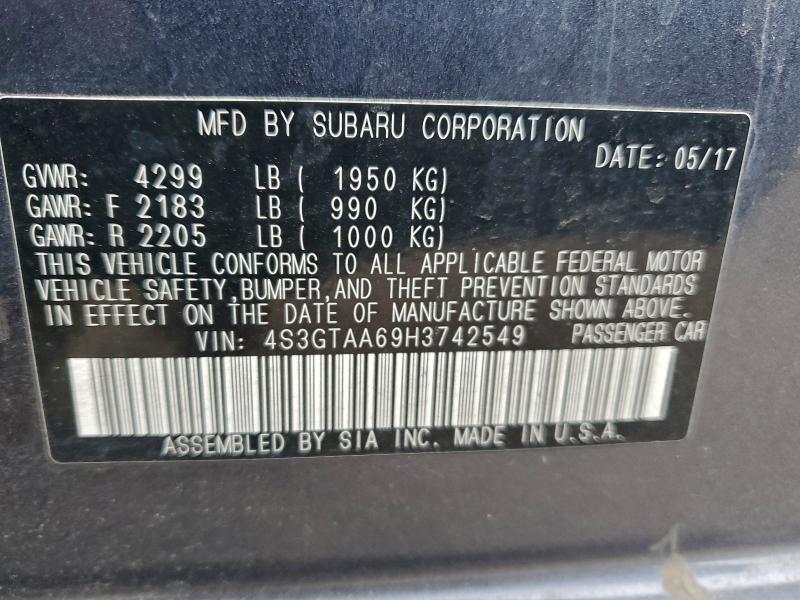 MFD BY SUBARU CORPORATION
DATE: 05/17
GVWR: 4299 LB ( 1950 KG)
GAWR: F 2183 LB ( 990 KG)
GAWR: R 2205 LB ( 1000 KG)
THIS VEHICLE CONFORMS TO ALL APPLICABLE FEDERAL MOTOR
VEHICLE SAFETY,BUMPER,AND THEFT PREVENTION STANDARDS
IN EFFECT ON THE DATE OF MANUFACTURE SHOWN ABOVE.
VIN: 4S3GTAA69H3742549 PASSENGER CAR
ASSEMBLED BY SIA INC. MADE IN U.S.A.